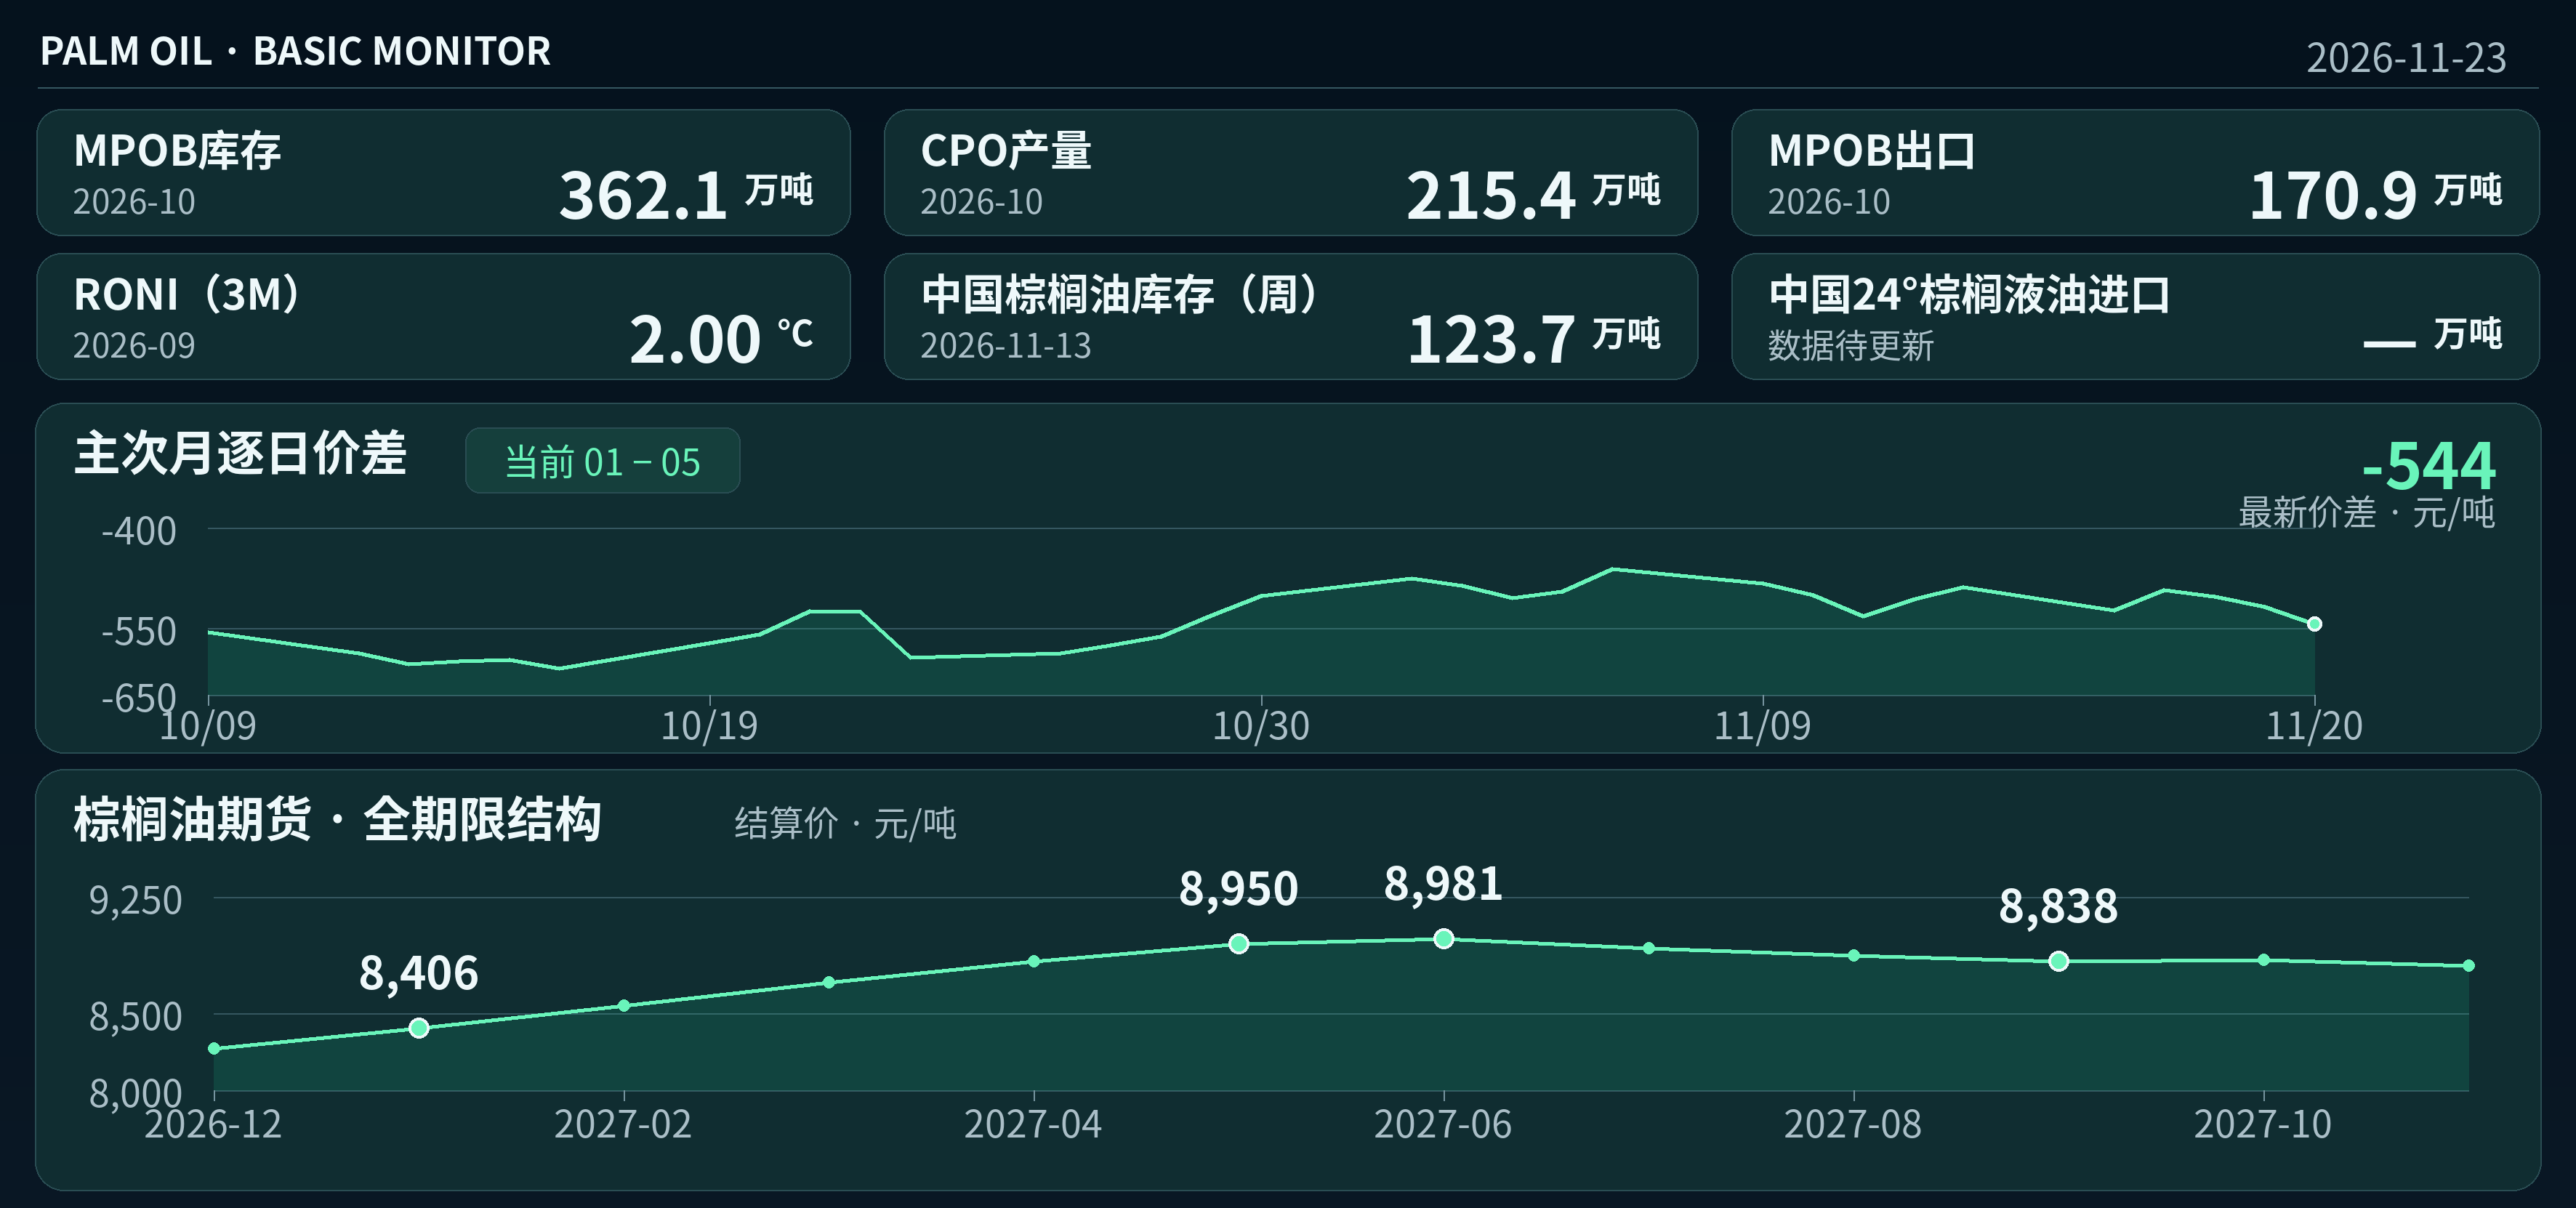 PALM OIL · BASIC MONITOR
2026-11-23
MPOB库存
2026-10
362.1 万吨
CPO产量
2026-10
215.4 万吨
MPOB出口
2026-10
170.9 万吨
RONI（3M）
2026-09
2.00 °C
中国棕榈油库存（周）
2026-11-13
123.7 万吨
中国24°棕榈液油进口
数据待更新
— 万吨
主次月逐日价差
当前 01 – 05
-544
最新价差 · 元/吨
-400
-550
-650
10/09
10/19
10/30
11/09
11/20
棕榈油期货 · 全期限结构
结算价 · 元/吨
9,250
8,500
8,000
8,406
8,950
8,981
8,838
2026-12
2027-02
2027-04
2027-06
2027-08
2027-10